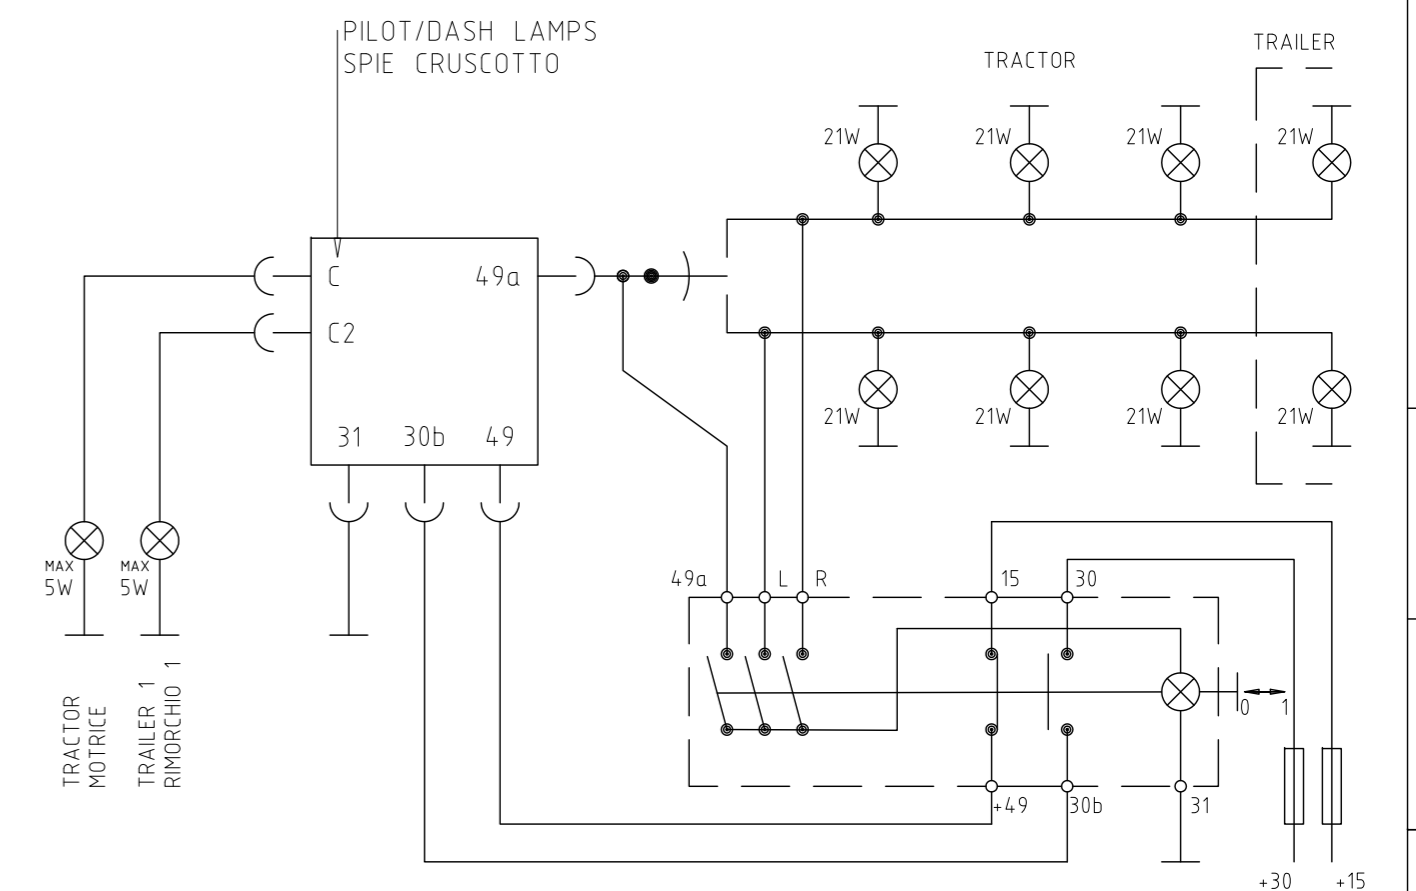 PILOT/DASH LAMPS
SPIE CRUSCOTTO
TRACTOR
TRAILER
21W
21W
21W
21W
C
49a
C2
31
30b
49
21W
21W
21W
21W
MAX
5W
MAX
5W
TRACTOR
MOTRICE
TRAILER 1
RIMORCHIO 1
49a
L
R
15
30
0
1
+49
30b
31
+30
+15